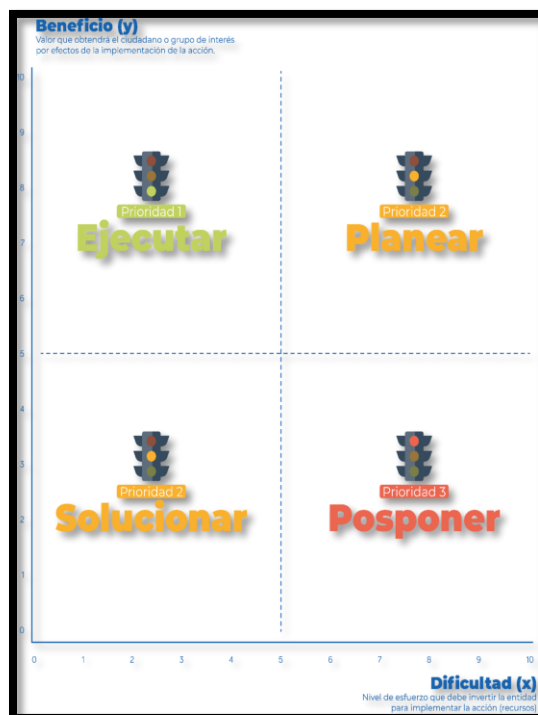 Beneficio (y)
Valor que obtendrá el ciudadano o grupo de interés
por efectos de la implementación de la acción.
10
9
8
7
6
5
4
3
2
1
0
Prioridad 1
Ejecutar
Prioridad 2
Planear
Prioridad 2
Solucionar
Prioridad 3
Posponer
0 1 2 3 4 5 6 7 8 9 10
Dificultad (x)
Nivel de esfuerzo que debe invertir la entidad
para implementar la acción (recursos)